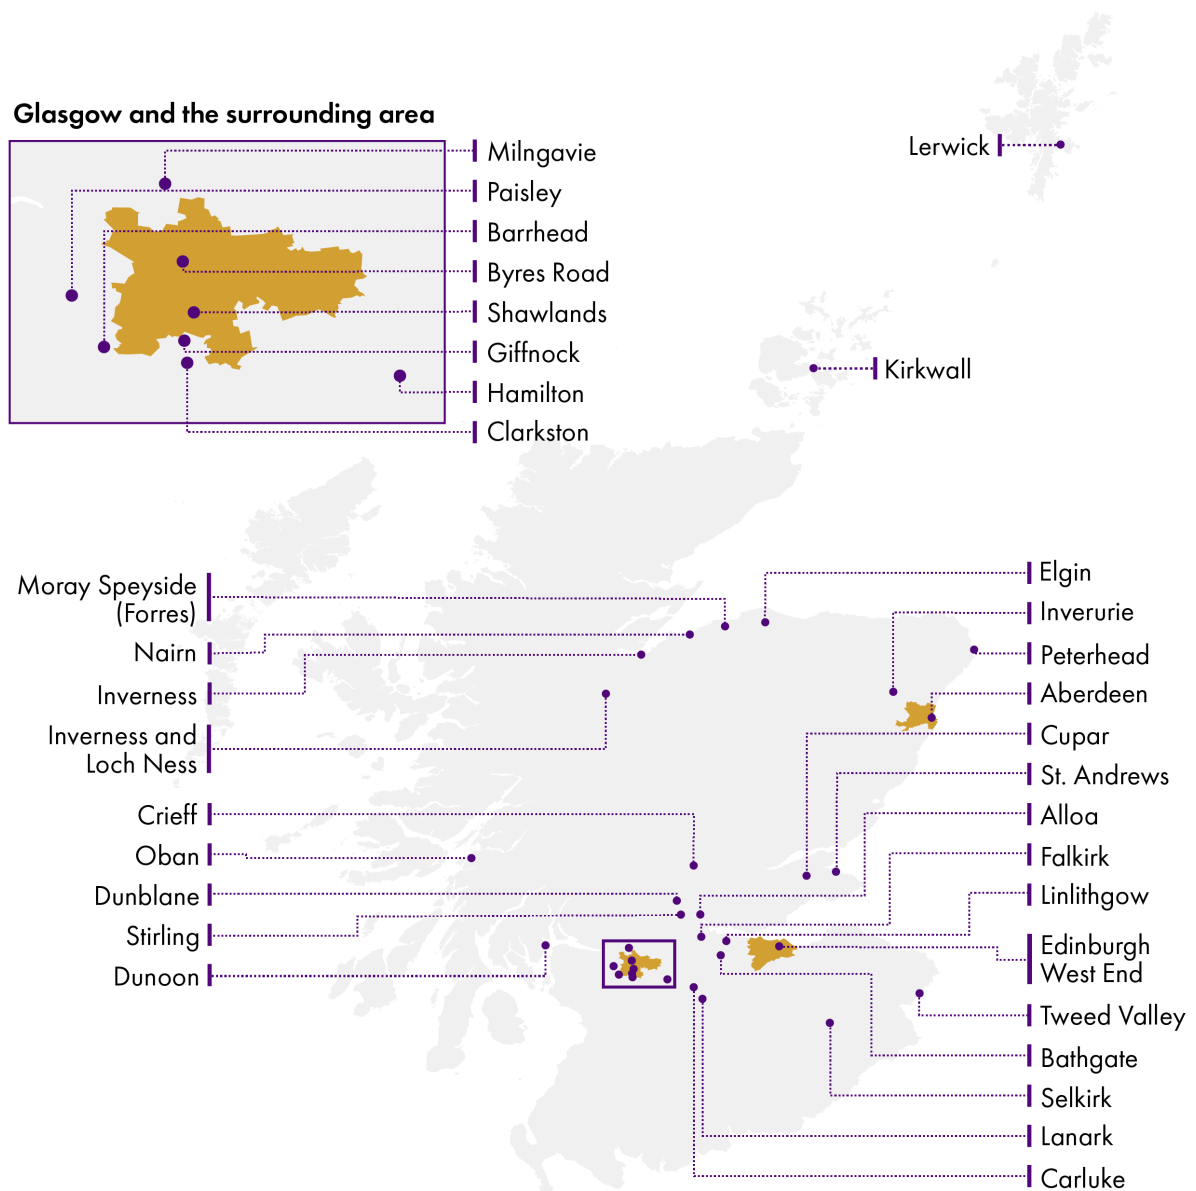 Glasgow and the surrounding area
Milngavie
Paisley
Barrhead
Byres Road
Shawlands
Giffnock
Hamilton
Clarkston
Lerwick
Kirkwall
Moray Speyside
(Forres)
Nairn
Inverness
Inverness and
Loch Ness
Crieff
Oban
Dunblane
Stirling
Dunoon
Elgin
Inverurie
Peterhead
Aberdeen
Cupar
St. Andrews
Alloa
Falkirk
Linlithgow
Edinburgh
West End
Tweed Valley
Bathgate
Selkirk
Lanark
Carluke